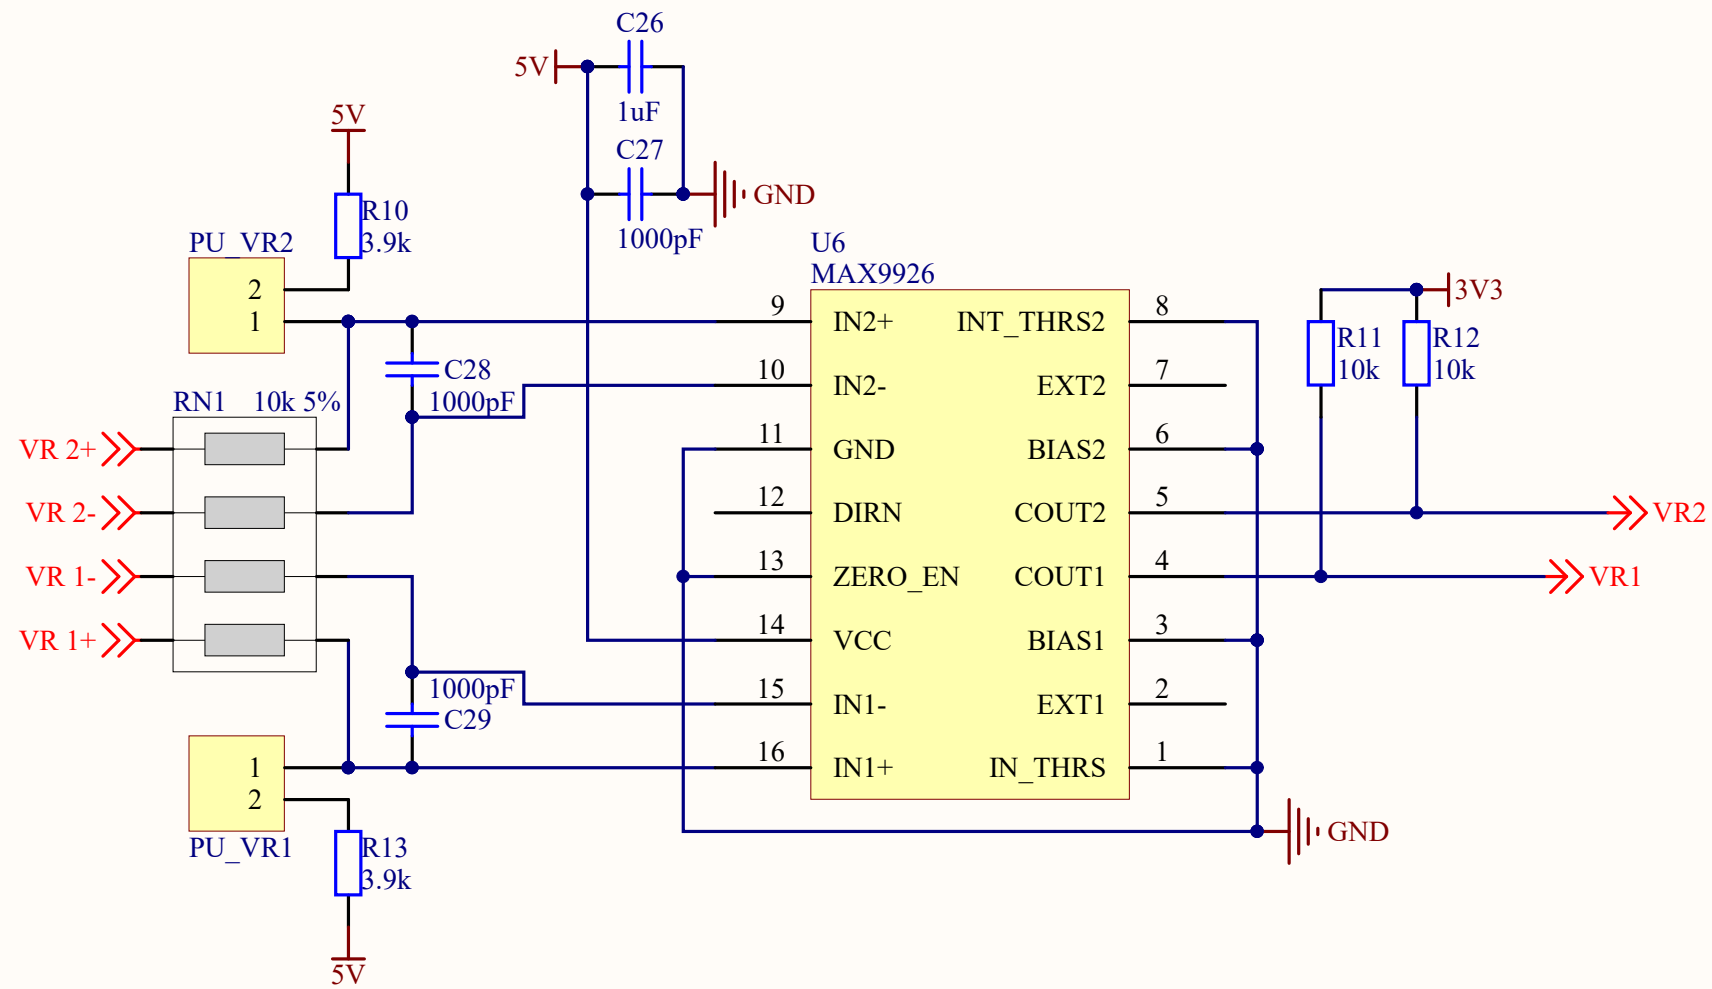 C26
5V
1uF
C27
GND
1000pF
5V
R10
3.9k
PU_VR2
2
1
C28
1000pF
RN1 10k 5%
VR 2+
VR 2-
VR 1-
VR 1+
1000pF
C29
1
2
PU_VR1
R13
3.9k
5V
U6
MAX9926
9 IN2+ INT_THRS2 8
10 IN2- EXT2 7
11 GND BIAS2 6
12 DIRN COUT2 5
13 ZERO_EN COUT1 4
14 VCC BIAS1 3
15 IN1- EXT1 2
16 IN1+ IN_THRS 1
3V3
R11
10k
R12
10k
VR2
VR1
GND